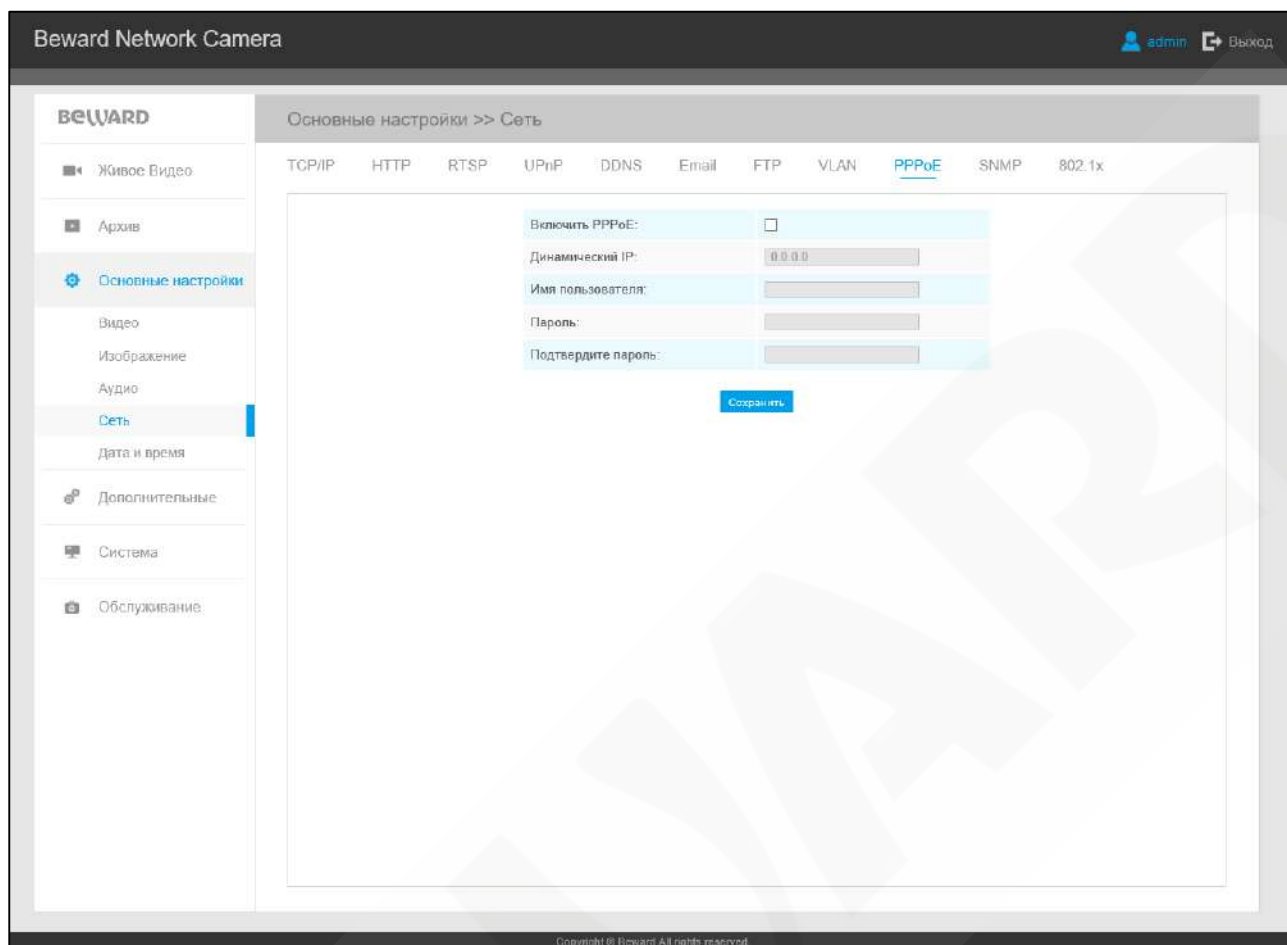 Beward Network Camera
admin Выход
BEWARD
Основные настройки >> Сеть
Живое Видео
Архив
Основные настройки
Видео
Изображение
Аудио
Сеть
Дата и время
Дополнительные
Система
Обслуживание
TCP/IP HTTP RTSP UPnP DDNS Email FTP VLAN PPPoE SNMP 802.1x
Включить PPPoE:
Динамический IP: 0.0.0.0
Имя пользователя:
Пароль:
Подтвердите пароль:
Сохранить
Copyright © Beward All rights reserved.